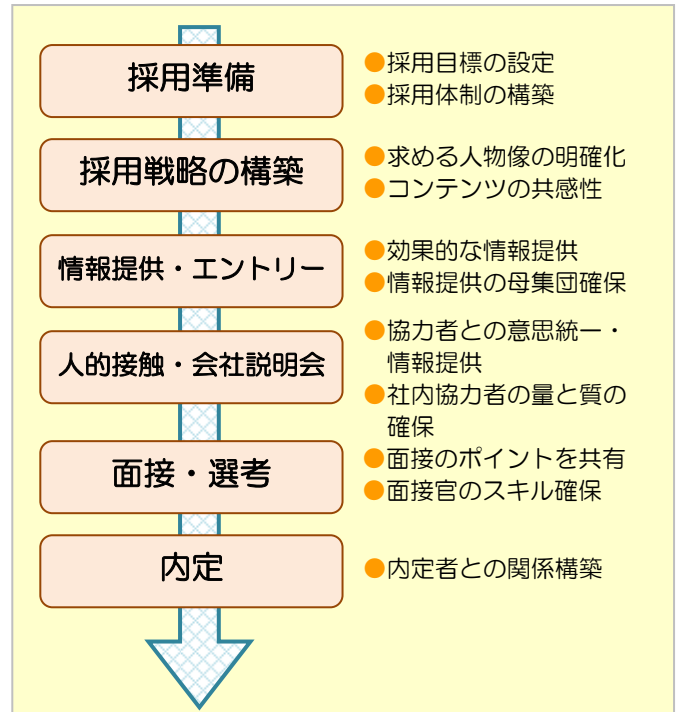 採用準備
●採用目標の設定
●採用体制の構築
採用戦略の構築
●求める人物像の明確化
●コンテンツの共感性
情報提供・エントリー
●効果的な情報提供
●情報提供の母集団確保
人的接触・会社説明会
●協力者との意思統一・
情報提供
●社内協力者の量と質の
確保
面接・選考
●面接のポイントを共有
●面接官のスキル確保
内定
●内定者との関係構築